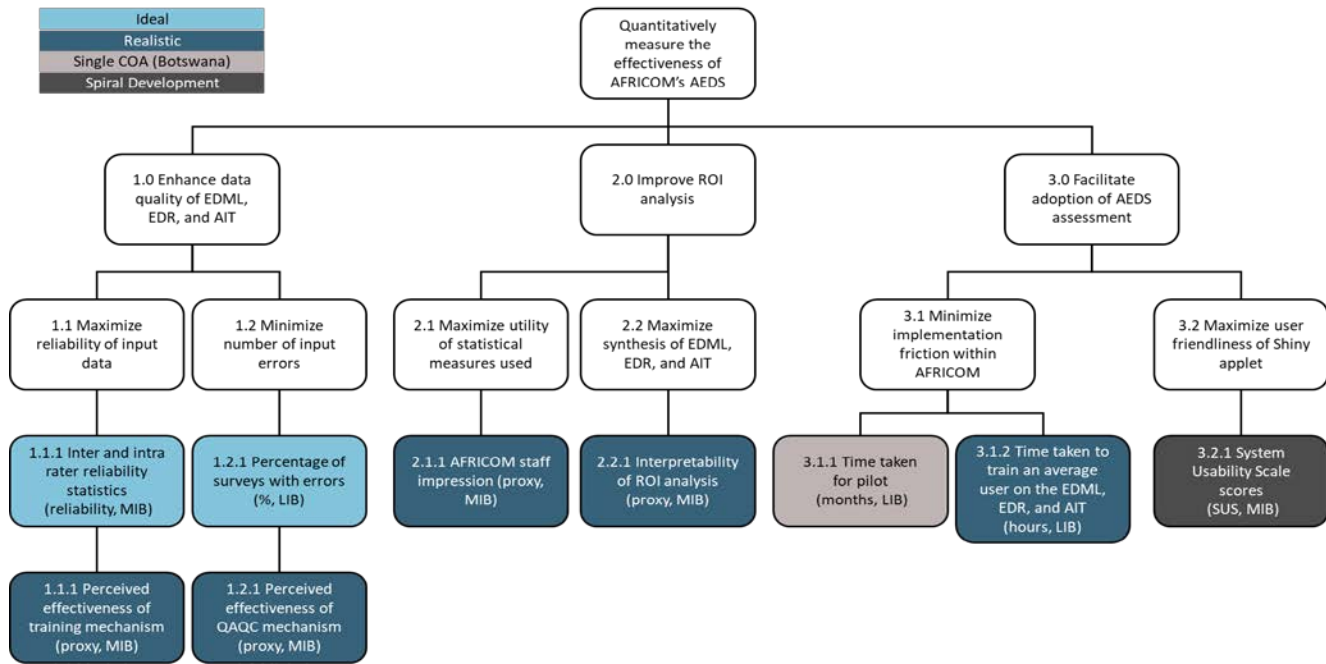 Ideal
Realistic
Single COA (Botswana)
Spiral Development
Quantitatively
measure the
effectiveness of
AFRICOM's AEDS
1.0 Enhance data
quality of EDML,
EDR, and AIT
2.0 Improve ROI
analysis
3.0 Facilitate
adoption of AEDS
assessment
1.1 Maximize
reliability of input
data
1.2 Minimize
number of input
errors
2.1 Maximize utility
of statistical
measures used
2.2 Maximize
synthesis of EDML,
EDR, and AIT
3.1 Minimize
implementation
friction within
AFRICOM
3.2 Maximize user
friendliness of Shiny
applet
1.1.1 Inter and intra
rater reliability
statistics
(reliability, MIB)
1.2.1 Percentage of
surveys with errors
(%, LIB)
2.1.1 AFRICOM staff
impression (proxy,
MIB)
2.2.1 Interpretability
of ROI analysis
(proxy, MIB)
3.1.1 Time taken
for pilot
(months, LIB)
3.1.2 Time taken to
train an average
user on the EDML,
EDR, and AIT
(hours, LIB)
3.2.1 System
Usability Scale
scores
(SUS, MIB)
1.1.1 Perceived
effectiveness of
training mechanism
(proxy, MIB)
1.2.1 Perceived
effectiveness of
QAQC mechanism
(proxy, MIB)